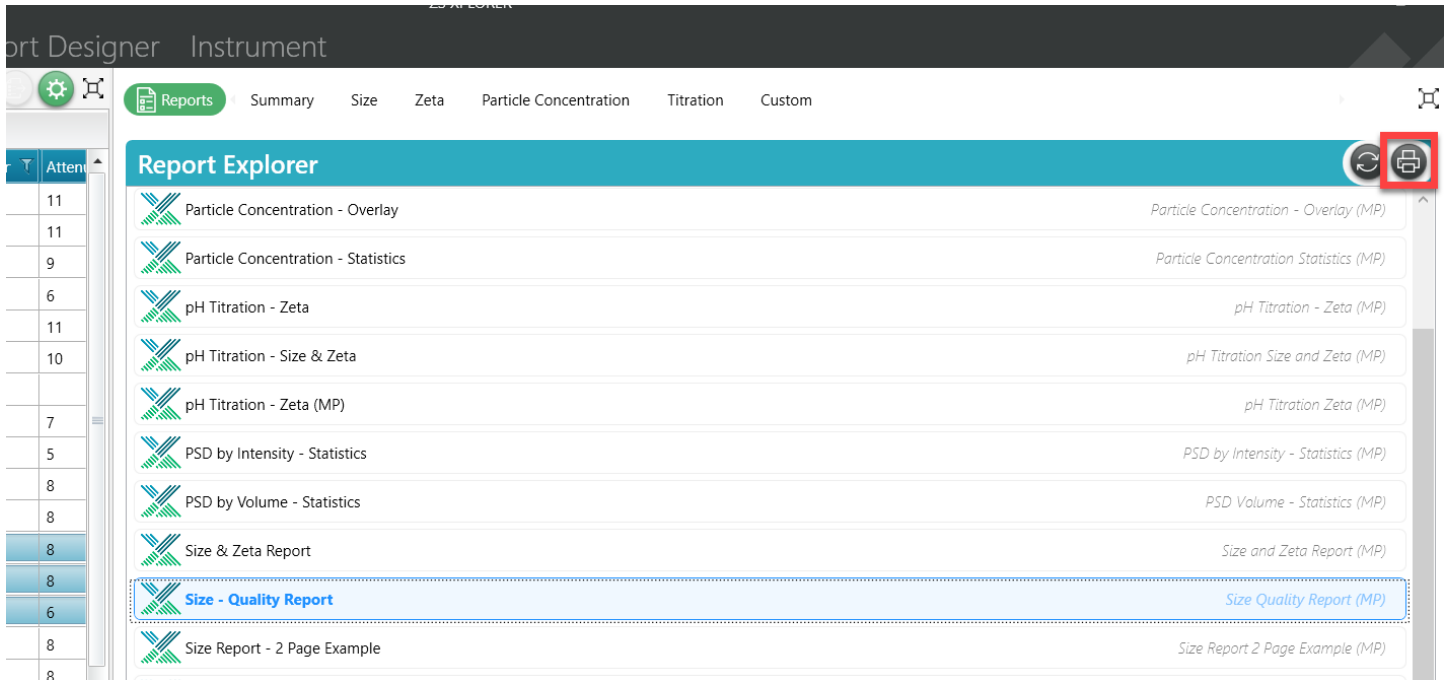 ZS XPLORER
ort Designer Instrument
Reports Summary Size Zeta Particle Concentration Titration Custom
r Attenu
Report Explorer
11
11
9
6
11
10
7
5
8
8
8
8
6
8
8
Particle Concentration - Overlay Particle Concentration - Overlay (MP)
Particle Concentration - Statistics Particle Concentration Statistics (MP)
pH Titration - Zeta pH Titration - Zeta (MP)
pH Titration - Size & Zeta pH Titration Size and Zeta (MP)
pH Titration - Zeta (MP) pH Titration Zeta (MP)
PSD by Intensity - Statistics PSD by Intensity - Statistics (MP)
PSD by Volume - Statistics PSD Volume - Statistics (MP)
Size & Zeta Report Size and Zeta Report (MP)
Size - Quality Report Size Quality Report (MP)
Size Report - 2 Page Example Size Report 2 Page Example (MP)